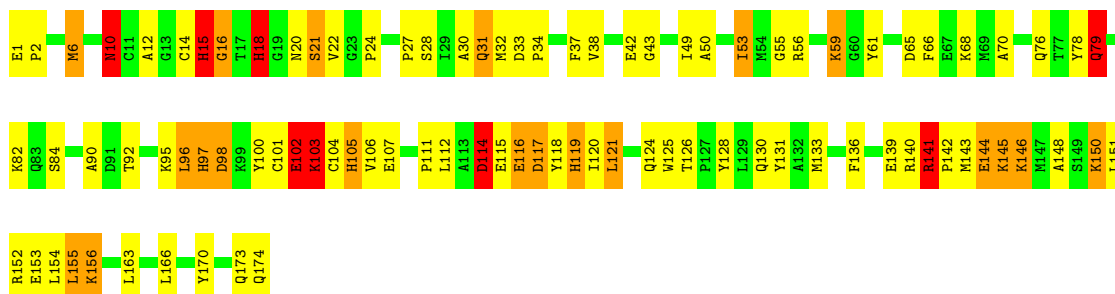 E1 P2 M6 N10 C11 A12 G13 C14 H15 G16 T17 H18 G19 N20 S21 V22 G23 P24 P27 S28 I29 A30 Q31 M32 D33 P34 F37 V38 E42 G43 I49 A50 I53 M54 G55 R56 K59 G60 Y61 D65 F66 E67 K68 M69 A70 Q76 T77 Y78 Q79
K82 Q83 S84 A90 D91 T92 K95 L96 H97 D98 K99 Y100 C101 E102 K103 C104 H105 V106 E107 P111 L112 A113 D114 E115 E116 D117 Y118 H119 I120 L121 Q124 W125 T126 P127 Y128 L129 Q130 Y131 A132 M133 F136 E139 R140 R141 P142 M143 E144 K145 K146 M147 A148 S149 K150 L151
R152 E153 L154 L155 K156 L163 L166 Y170 Q173 Q174